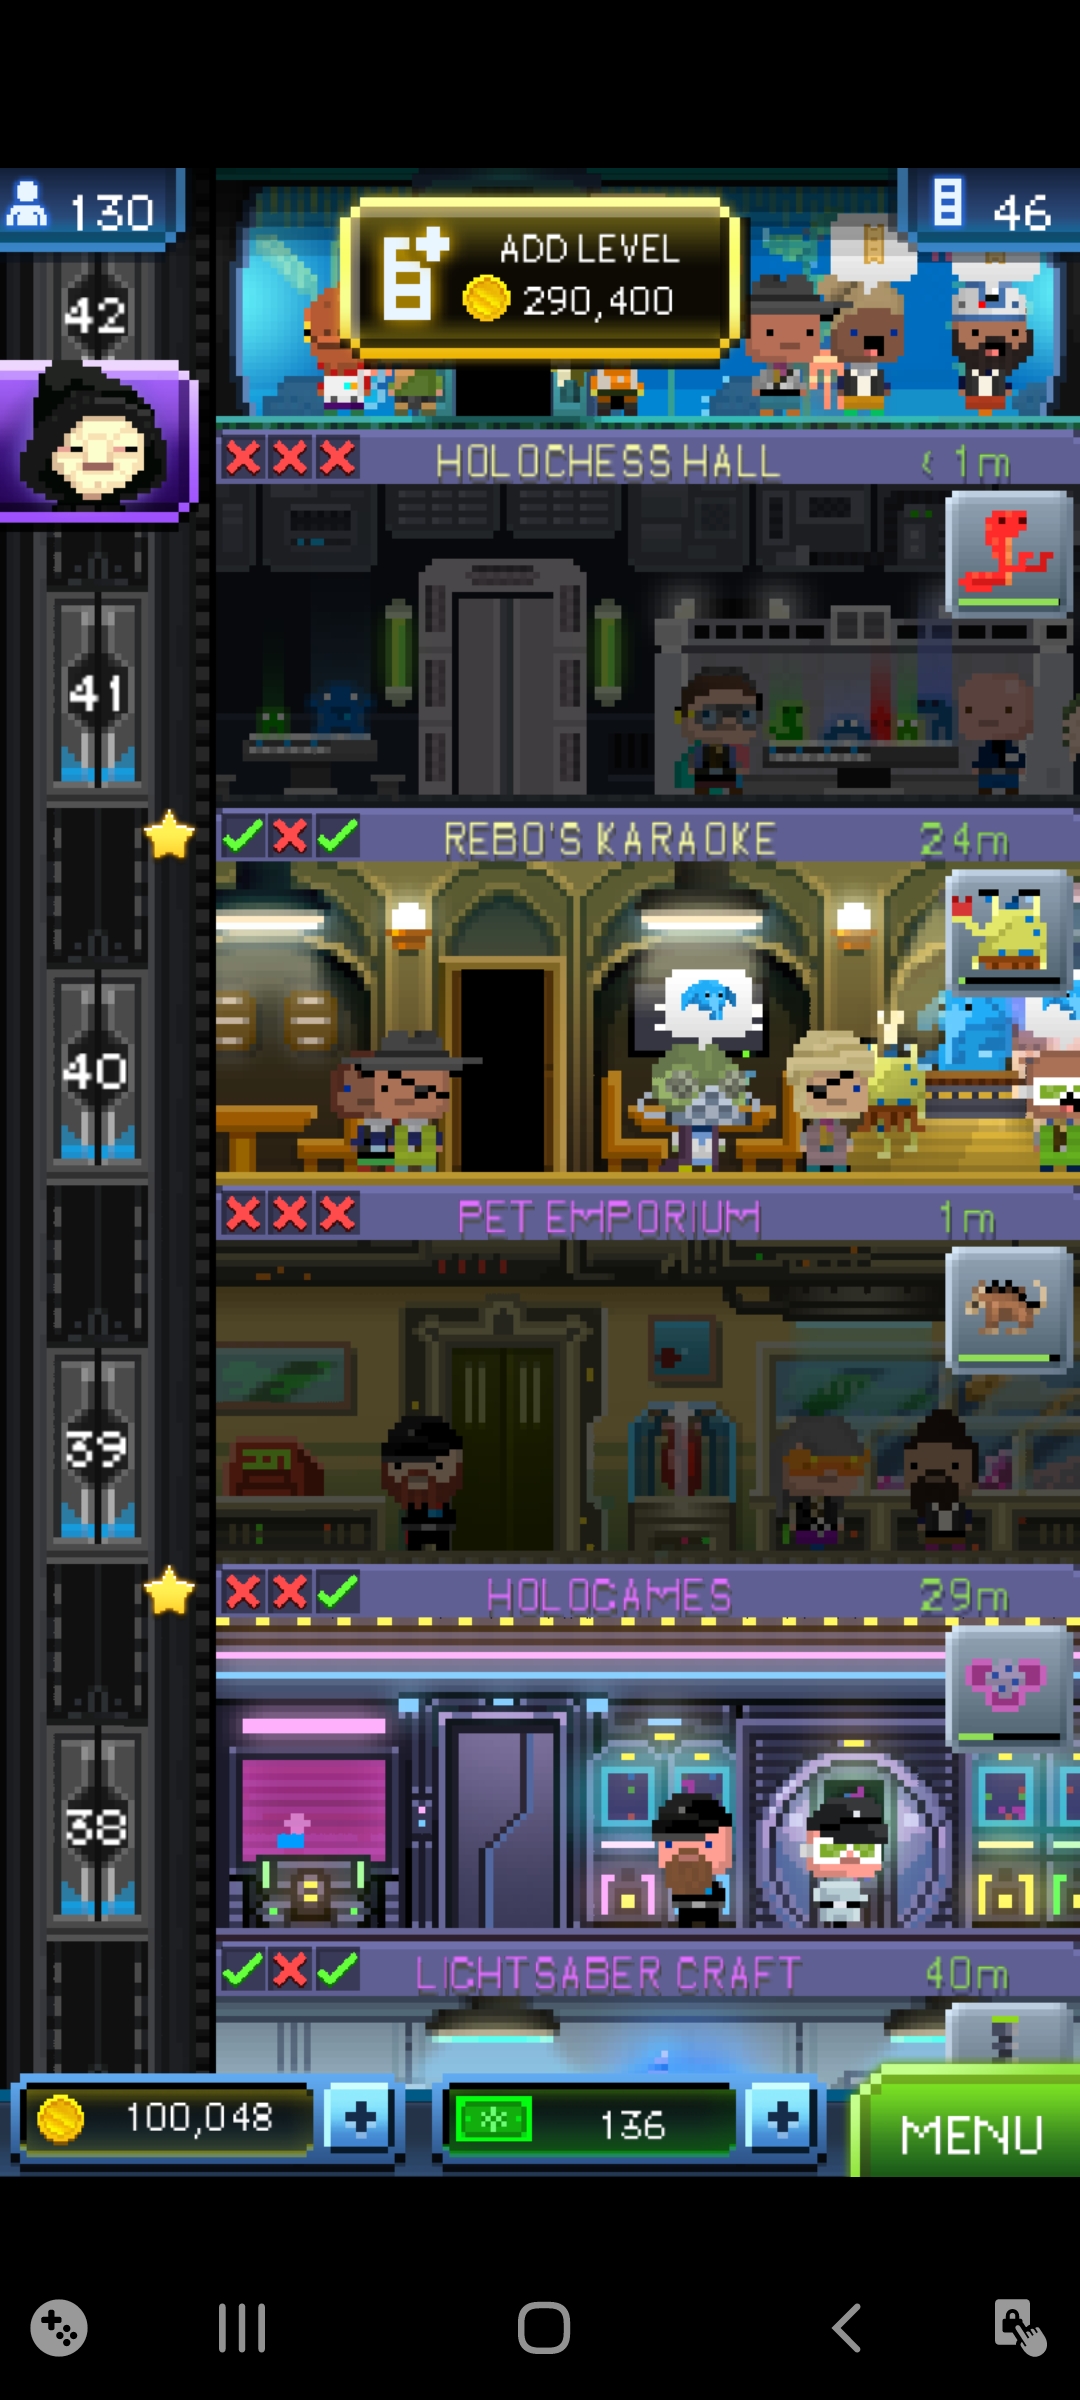 130
46
ADD LEVEL
290,400
42
HOLOCHESS HALL
< 1m
41
REBO'S KARAOKE
24m
40
PET EMPORIUM
1m
39
HOLOGAMES
29m
38
LIGHTSABER CRAFT
40m
100,048
136
MENU